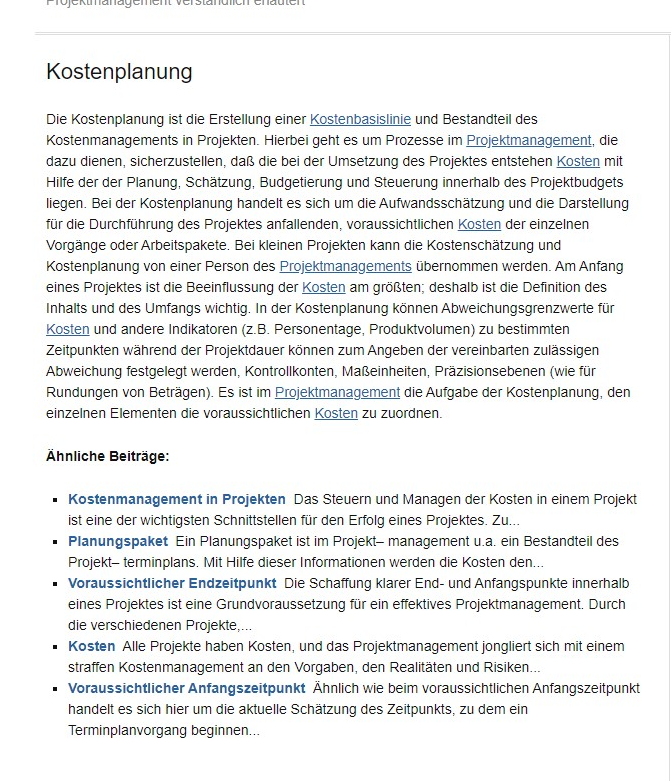 Projektmanagement verständlich erläutert
Kostenplanung
Die Kostenplanung ist die Erstellung einer Kostenbasislinie und Bestandteil des
Kostenmanagements in Projekten. Hierbei geht es um Prozesse im Projektmanagement, die
dazu dienen, sicherzustellen, daß die bei der Umsetzung des Projektes entstehen Kosten mit
Hilfe der der Planung, Schätzung, Budgetierung und Steuerung innerhalb des Projektbudgets
liegen. Bei der Kostenplanung handelt es sich um die Aufwandsschätzung und die Darstellung
für die Durchführung des Projektes anfallenden, voraussichtlichen Kosten der einzelnen
Vorgänge oder Arbeitspakete. Bei kleinen Projekten kann die Kostenschätzung und
Kostenplanung von einer Person des Projektmanagements übernommen werden. Am Anfang
eines Projektes ist die Beeinflussung der Kosten am größten; deshalb ist die Definition des
Inhalts und des Umfangs wichtig. In der Kostenplanung können Abweichungsgrenzwerte für
Kosten und andere Indikatoren (z.B. Personentage, Produktvolumen) zu bestimmten
Zeitpunkten während der Projektdauer können zum Angeben der vereinbarten zulässigen
Abweichung festgelegt werden, Kontrollkonten, Maßeinheiten, Präzisionsebenen (wie für
Rundungen von Beträgen). Es ist im Projektmanagement die Aufgabe der Kostenplanung, den
einzelnen Elementen die voraussichtlichen Kosten zu zuordnen.
Ähnliche Beiträge:
Kostenmanagement in Projekten Das Steuern und Managen der Kosten in einem Projekt
ist eine der wichtigsten Schnittstellen für den Erfolg eines Projektes. Zu...
Planungspaket Ein Planungspaket ist im Projekt– management u.a. ein Bestandteil des
Projekt– terminplans. Mit Hilfe dieser Informationen werden die Kosten den...
Voraussichtlicher Endzeitpunkt Die Schaffung klarer End- und Anfangspunkte innerhalb
eines Projektes ist eine Grundvoraussetzung für ein effektives Projektmanagement. Durch
die verschiedenen Projekte,...
Kosten Alle Projekte haben Kosten, und das Projektmanagement jongliert sich mit einem
straffen Kostenmanagement an den Vorgaben, den Realitäten und Risiken...
Voraussichtlicher Anfangszeitpunkt Ähnlich wie beim voraussichtlichen Anfangszeitpunkt
handelt es sich hier um die aktuelle Schätzung des Zeitpunkts, zu dem ein
Terminplanvorgang beginnen...